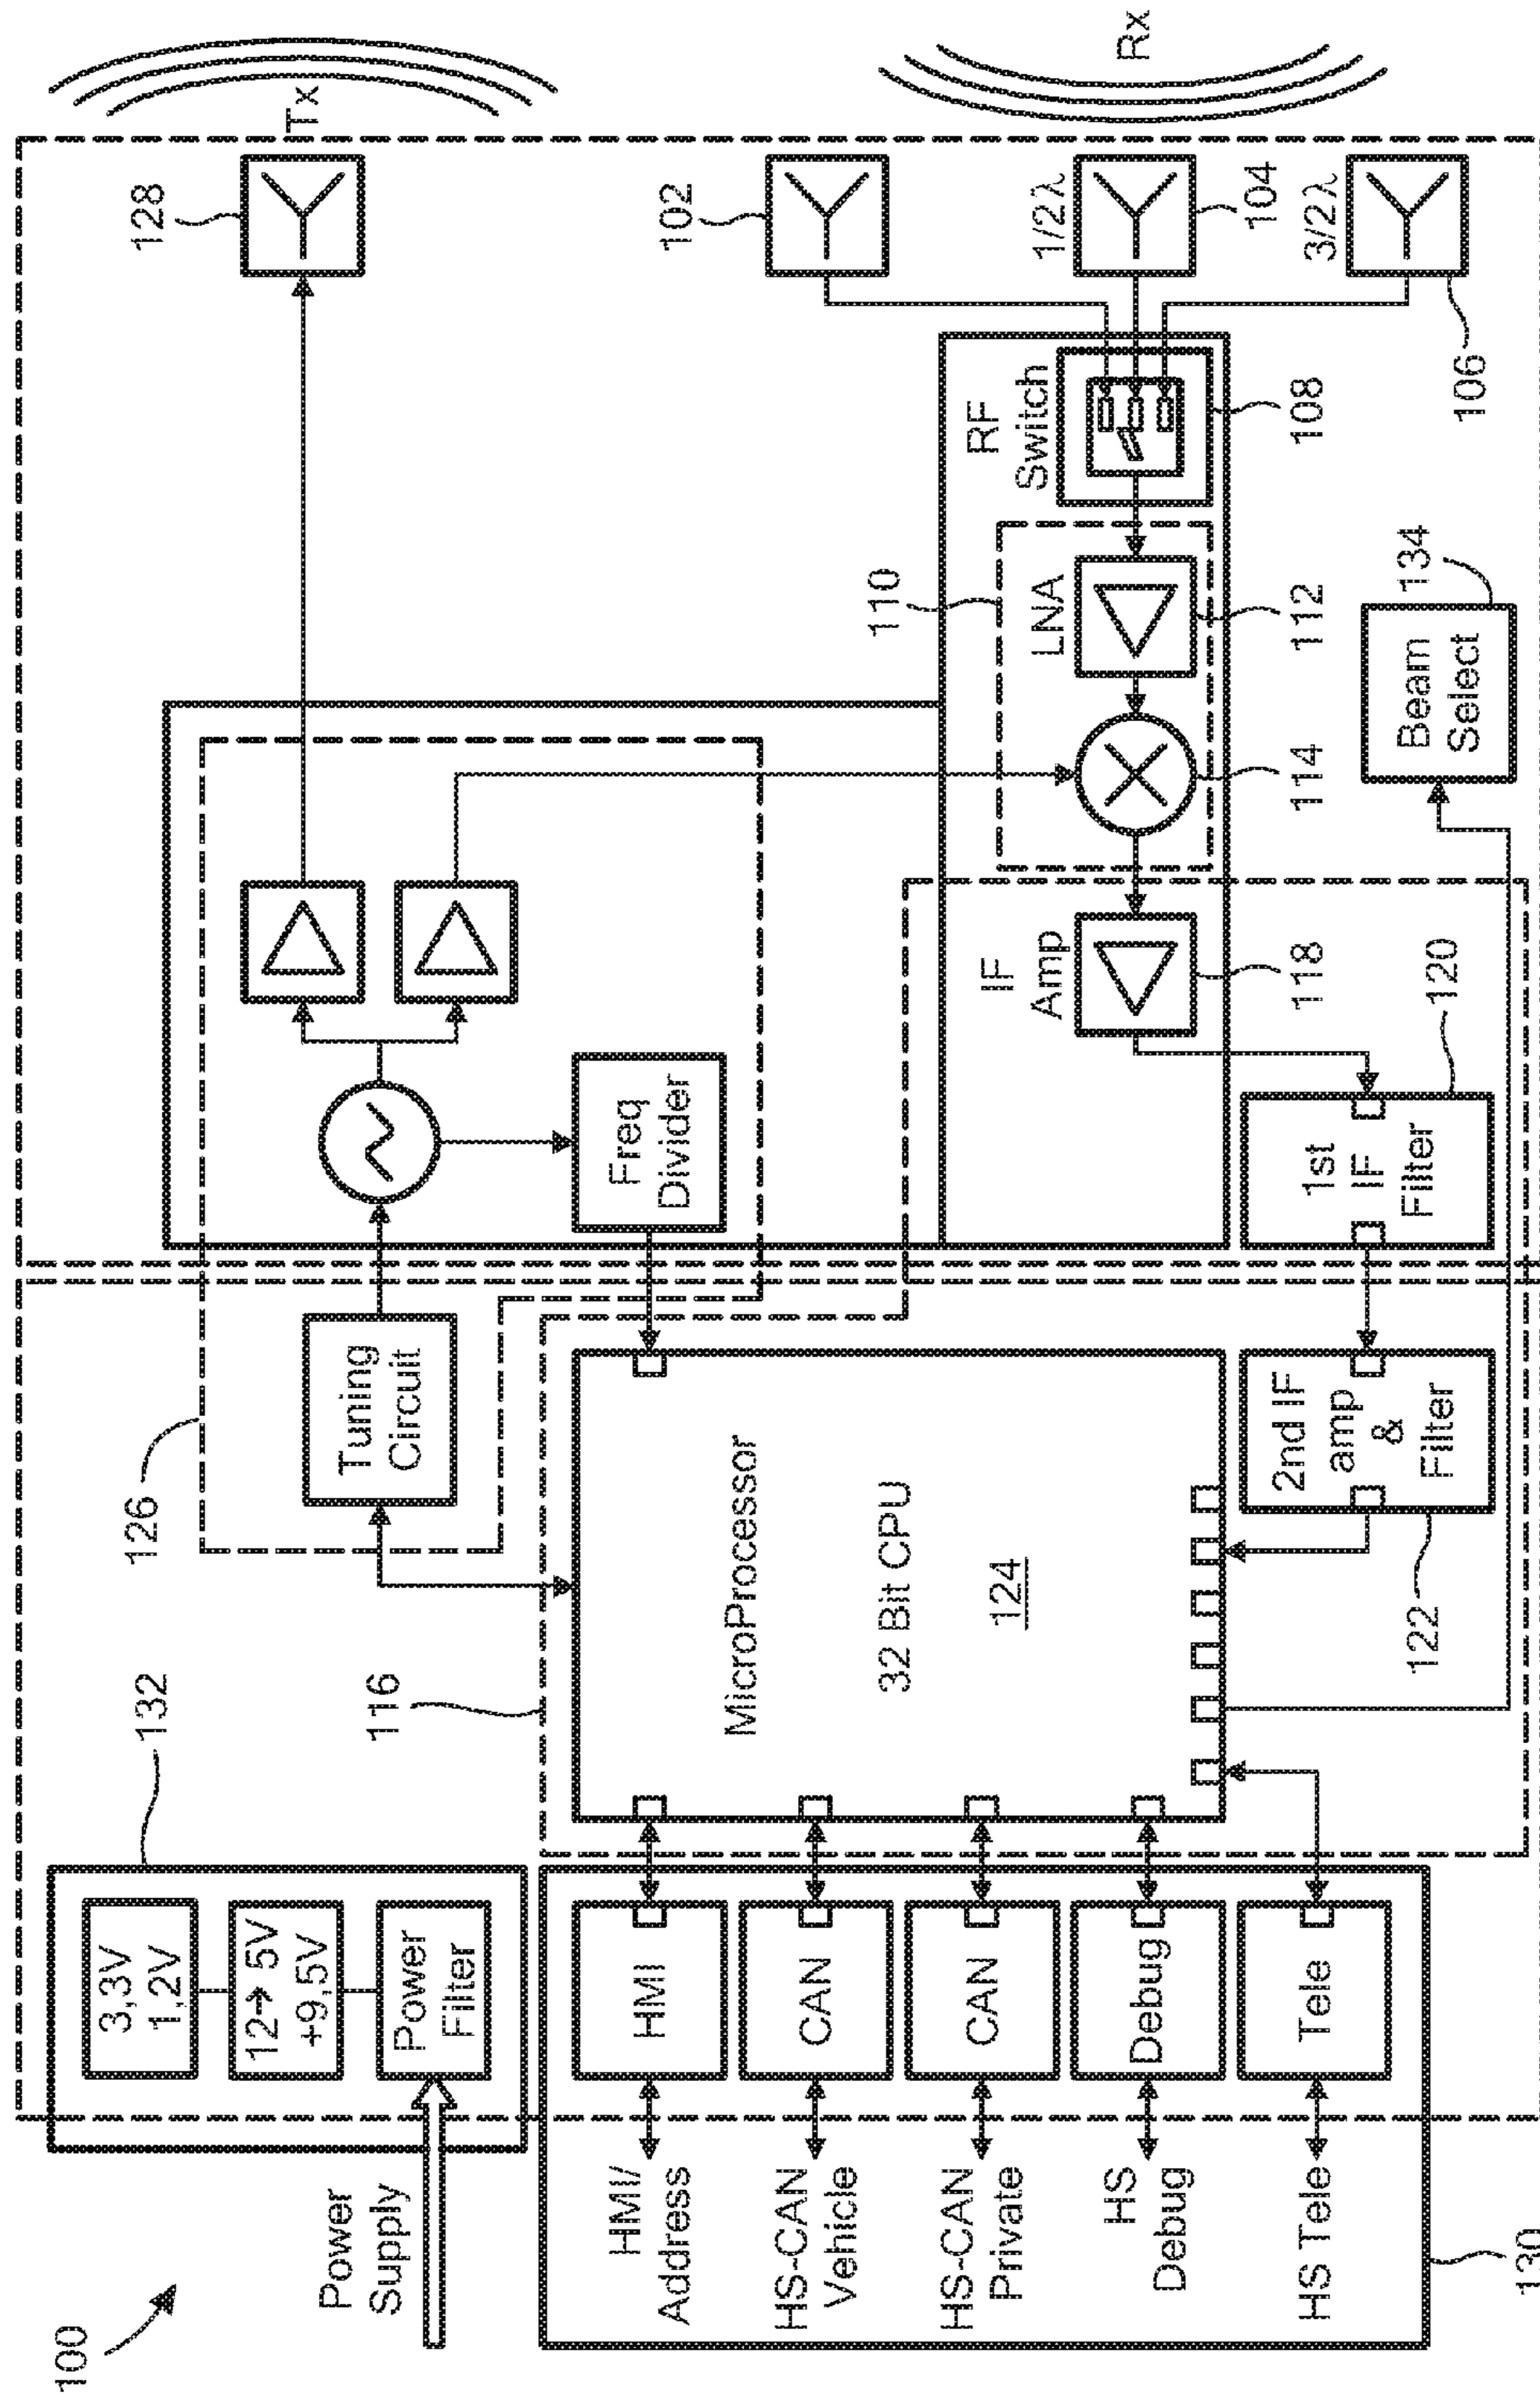 100
Power
Supply
132
3,3V
1,2V
12→ 5V
+9,5V
Power
Filter
126
Tuning
Circuit
Freq
Divider
128
Tx
116
MicroProcessor
32 Bit CPU
124
HMI/
Address
HMI
HS-CAN
Vehicle
CAN
HS-CAN
Private
CAN
HS
Debug
Debug
HS Tele
Tele
130
IF
Amp
118
110
LNA
112
114
RF
Switch
108
102
1/2λ
104
3/2λ
106
Rx
122
2nd IF
amp
&
Filter
1st
IF
Filter
120
Beam
Select
134